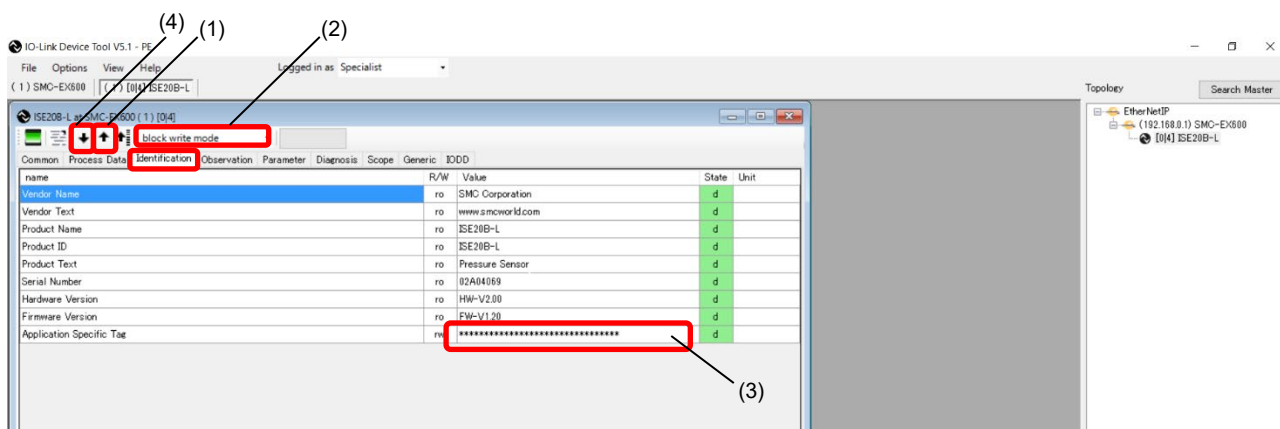 (4) (1) (2)
IO-Link Device Tool V5.1 - PE
File Options View Help Logged in as Specialist
( 1 ) SMC-EX600 ( 1 ) [0|4] ISE20B-L Topology Search Master
ISE20B-L at SMC-EX600 ( 1 ) [0|4]
EtherNetIP
(192.168.0.1) SMC-EX600
[0|4] ISE20B-L
block write mode
Common Process Data Identification Observation Parameter Diagnosis Scope Generic IODD
name R/W Value State Unit
Vendor Name ro SMC Corporation d
Vendor Text ro www.smcworld.com d
Product Name ro ISE20B-L d
Product ID ro ISE20B-L d
Product Text ro Pressure Sensor d
Serial Number ro 02A04069 d
Hardware Version ro HW-V2.00 d
Firmware Version ro FW-V1.20 d
Application Specific Tag rw ******************************** d
(3)